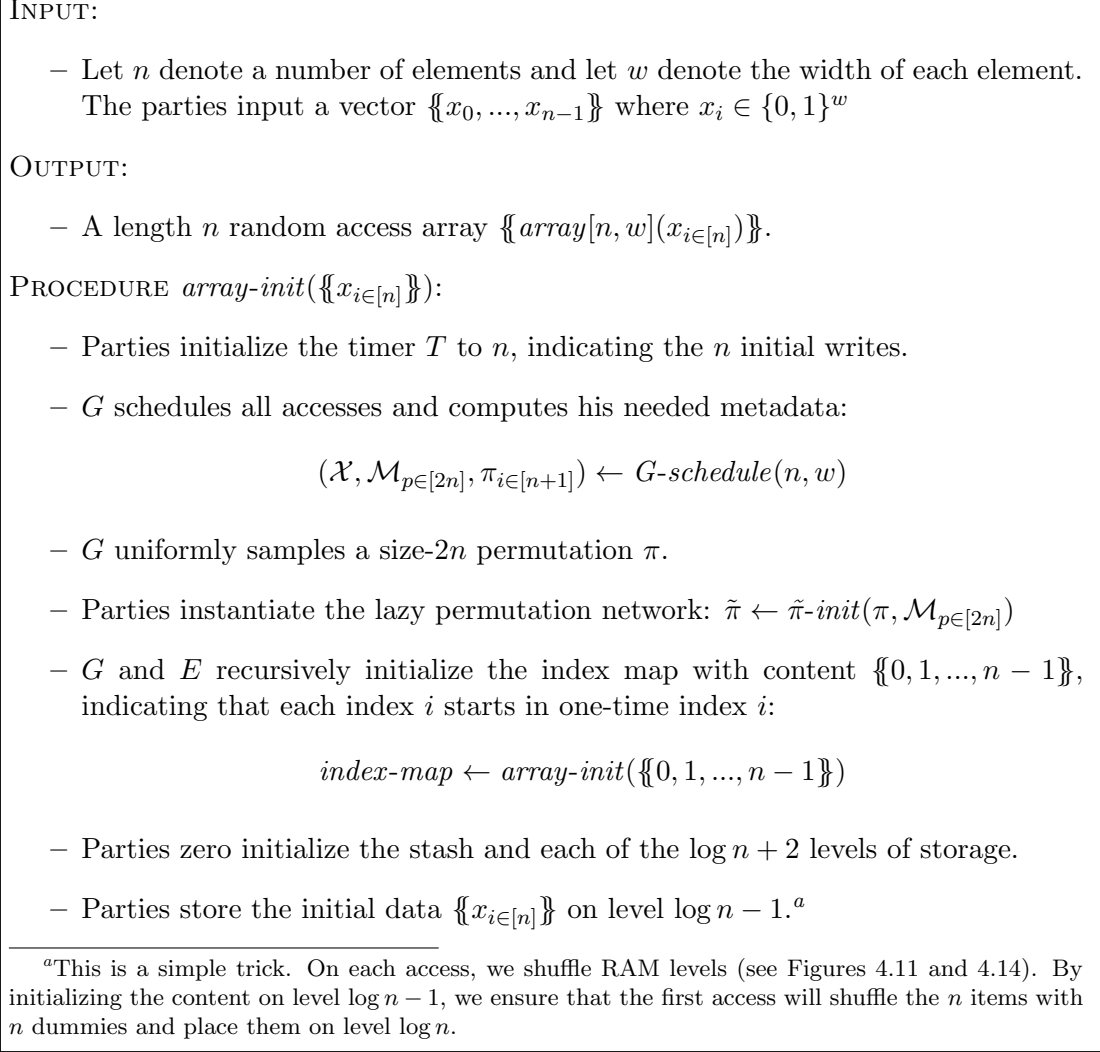 INPUT:
– Let n denote a number of elements and let w denote the width of each element.
The parties input a vector {{x_0, ..., x_{n−1}}} where x_i ∈ {0, 1}^w
OUTPUT:
– A length n random access array {{array[n, w](x_{i∈[n]})}}.
PROCEDURE array-init({{x_{i∈[n]}}}):
– Parties initialize the timer T to n, indicating the n initial writes.
– G schedules all accesses and computes his needed metadata:
(𝒳, ℳ_{p∈[2n]}, π_{i∈[n+1]}) ← G-schedule(n, w)
– G uniformly samples a size-2n permutation π.
– Parties instantiate the lazy permutation network: π̃ ← π̃-init(π, ℳ_{p∈[2n]})
– G and E recursively initialize the index map with content {{0, 1, ..., n − 1}},
indicating that each index i starts in one-time index i:
index-map ← array-init({{0, 1, ..., n − 1}})
– Parties zero initialize the stash and each of the log n + 2 levels of storage.
– Parties store the initial data {{x_{i∈[n]}}} on level log n − 1.^a
^aThis is a simple trick. On each access, we shuffle RAM levels (see Figures 4.11 and 4.14). By
initializing the content on level log n − 1, we ensure that the first access will shuffle the n items with
n dummies and place them on level log n.